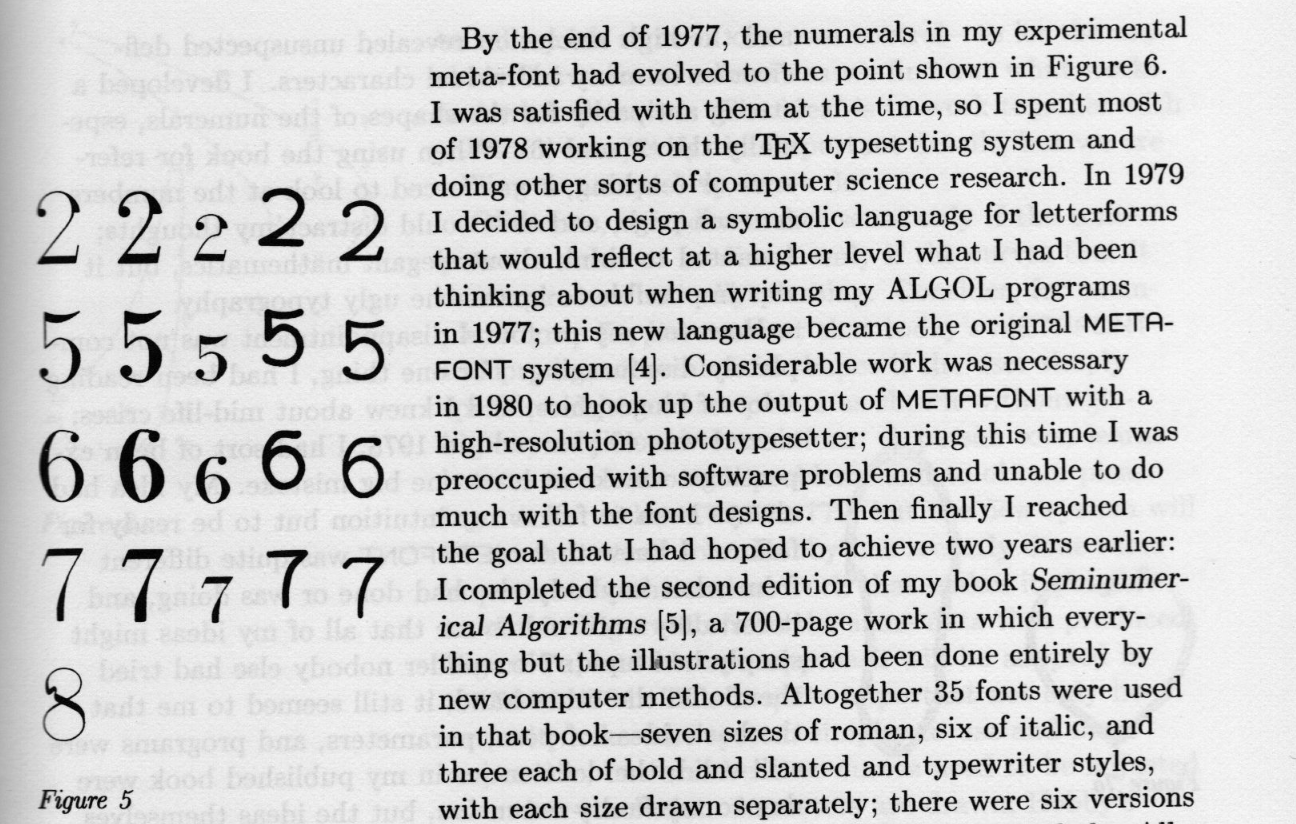 2 2 2 2 2
5 5 5 5 5
6 6 6 6 6
7 7 7 7 7
8
Figure 5
By the end of 1977, the numerals in my experimental
meta-font had evolved to the point shown in Figure 6.
I was satisfied with them at the time, so I spent most
of 1978 working on the TEX typesetting system and
doing other sorts of computer science research. In 1979
I decided to design a symbolic language for letterforms
that would reflect at a higher level what I had been
thinking about when writing my ALGOL programs
in 1977; this new language became the original META-
FONT system [4]. Considerable work was necessary
in 1980 to hook up the output of METAFONT with a
high-resolution phototypesetter; during this time I was
preoccupied with software problems and unable to do
much with the font designs. Then finally I reached
the goal that I had hoped to achieve two years earlier:
I completed the second edition of my book Seminumer-
ical Algorithms [5], a 700-page work in which every-
thing but the illustrations had been done entirely by
new computer methods. Altogether 35 fonts were used
in that book—seven sizes of roman, six of italic, and
three each of bold and slanted and typewriter styles,
with each size drawn separately; there were six versions